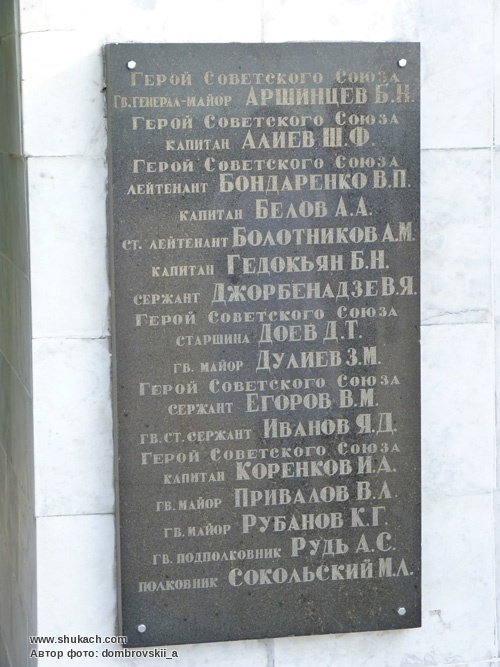 Герой Советского Союза
гв. генерал-майор Аршинцев Б.Н.
Герой Советского Союза
капитан Алиев Ш.Ф.
Герой Советского Союза
лейтенант Бондаренко В.П.
капитан Белов А.А.
ст. лейтенант Болотников А.М.
капитан Гедокьян Б.Н.
сержант Джорбенадзе В.Я.
Герой Советского Союза
старшина Доев Д.Т.
гв. майор Дулиев З.М.
Герой Советского Союза
сержант Егоров В.М.
гв. ст. сержант Иванов Я.Д.
Герой Советского Союза
капитан Коренков И.А.
гв. майор Привалов В.Л.
гв. майор Рубанов К.Г.
гв. подполковник Рудь А.С.
полковник Сокольский М.Л.
www.shukach.com
Автор фото: dombrovskii_a